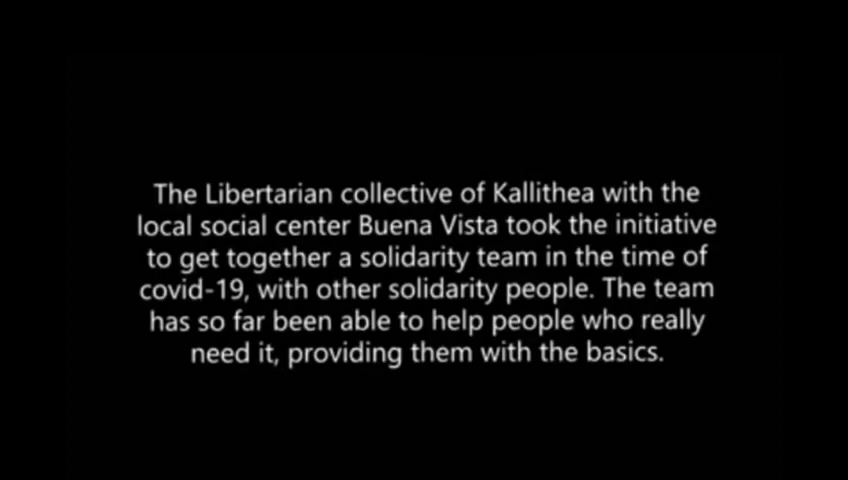 The Libertarian collective of Kallithea with the
local social center Buena Vista took the initiative
to get together a solidarity team in the time of
covid-19, with other solidarity people. The team
has so far been able to help people who really
need it, providing them with the basics.